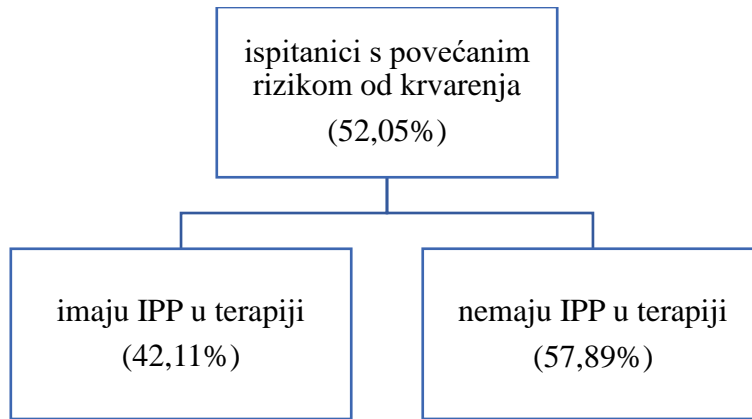 ispitanici s povećanim
rizikom od krvarenja
(52,05%)
imaju IPP u terapiji
(42,11%)
nemaju IPP u terapiji
(57,89%)